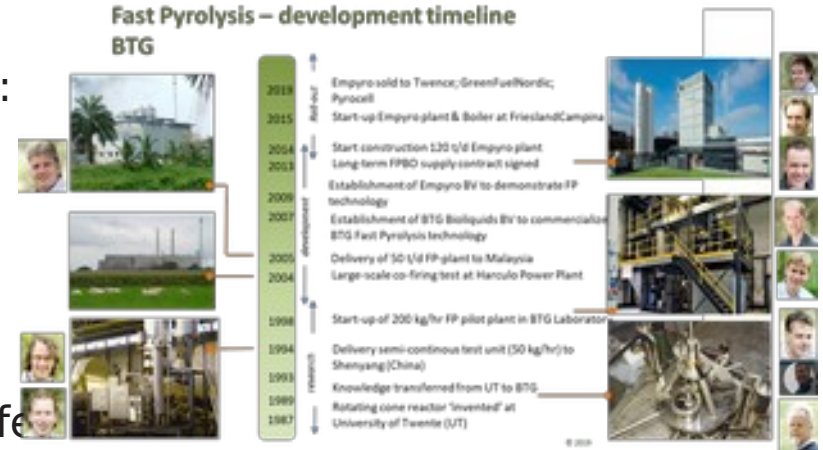 Fast Pyrolysis – development timeline
BTG
:
2019
Roll-out
Empyro sold to Twence; GreenFuelNordic;
Pyrocell
2015
Start-up Empyro plant & Boiler at FrieslandCampina
2014
Start construction 120 t/d Empyro plant
2013
Long-term FPBO supply contract signed
development
2009
Establishment of Empyro BV to demonstrate FP
technology
2007
Establishment of BTG Bioliquids BV to commercialize
BTG Fast Pyrolysis technology
2005
Delivery of 50 t/d FP-plant to Malaysia
2004
Large-scale co-firing test at Harculo Power Plant
1998
Start-up of 200 kg/hr FP pilot plant in BTG Laborator
research
1994
Delivery semi-continous test unit (50 kg/hr) to
Shenyang (China)
1993
Knowledge transferred from UT to BTG
1989
Rotating cone reactor 'invented' at
1987
University of Twente (UT)
fe
© 2019